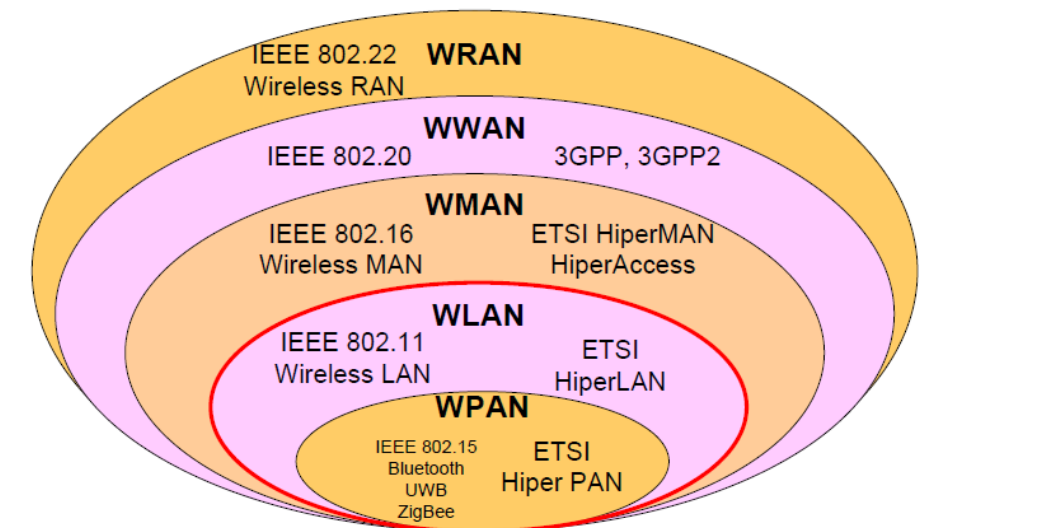 IEEE 802.22 WRAN
Wireless RAN
WWAN
IEEE 802.20 3GPP, 3GPP2
WMAN
IEEE 802.16 ETSI HiperMAN
Wireless MAN HiperAccess
WLAN
IEEE 802.11
Wireless LAN
ETSI
HiperLAN
WPAN
IEEE 802.15
Bluetooth
UWB
ZigBee
ETSI
Hiper PAN